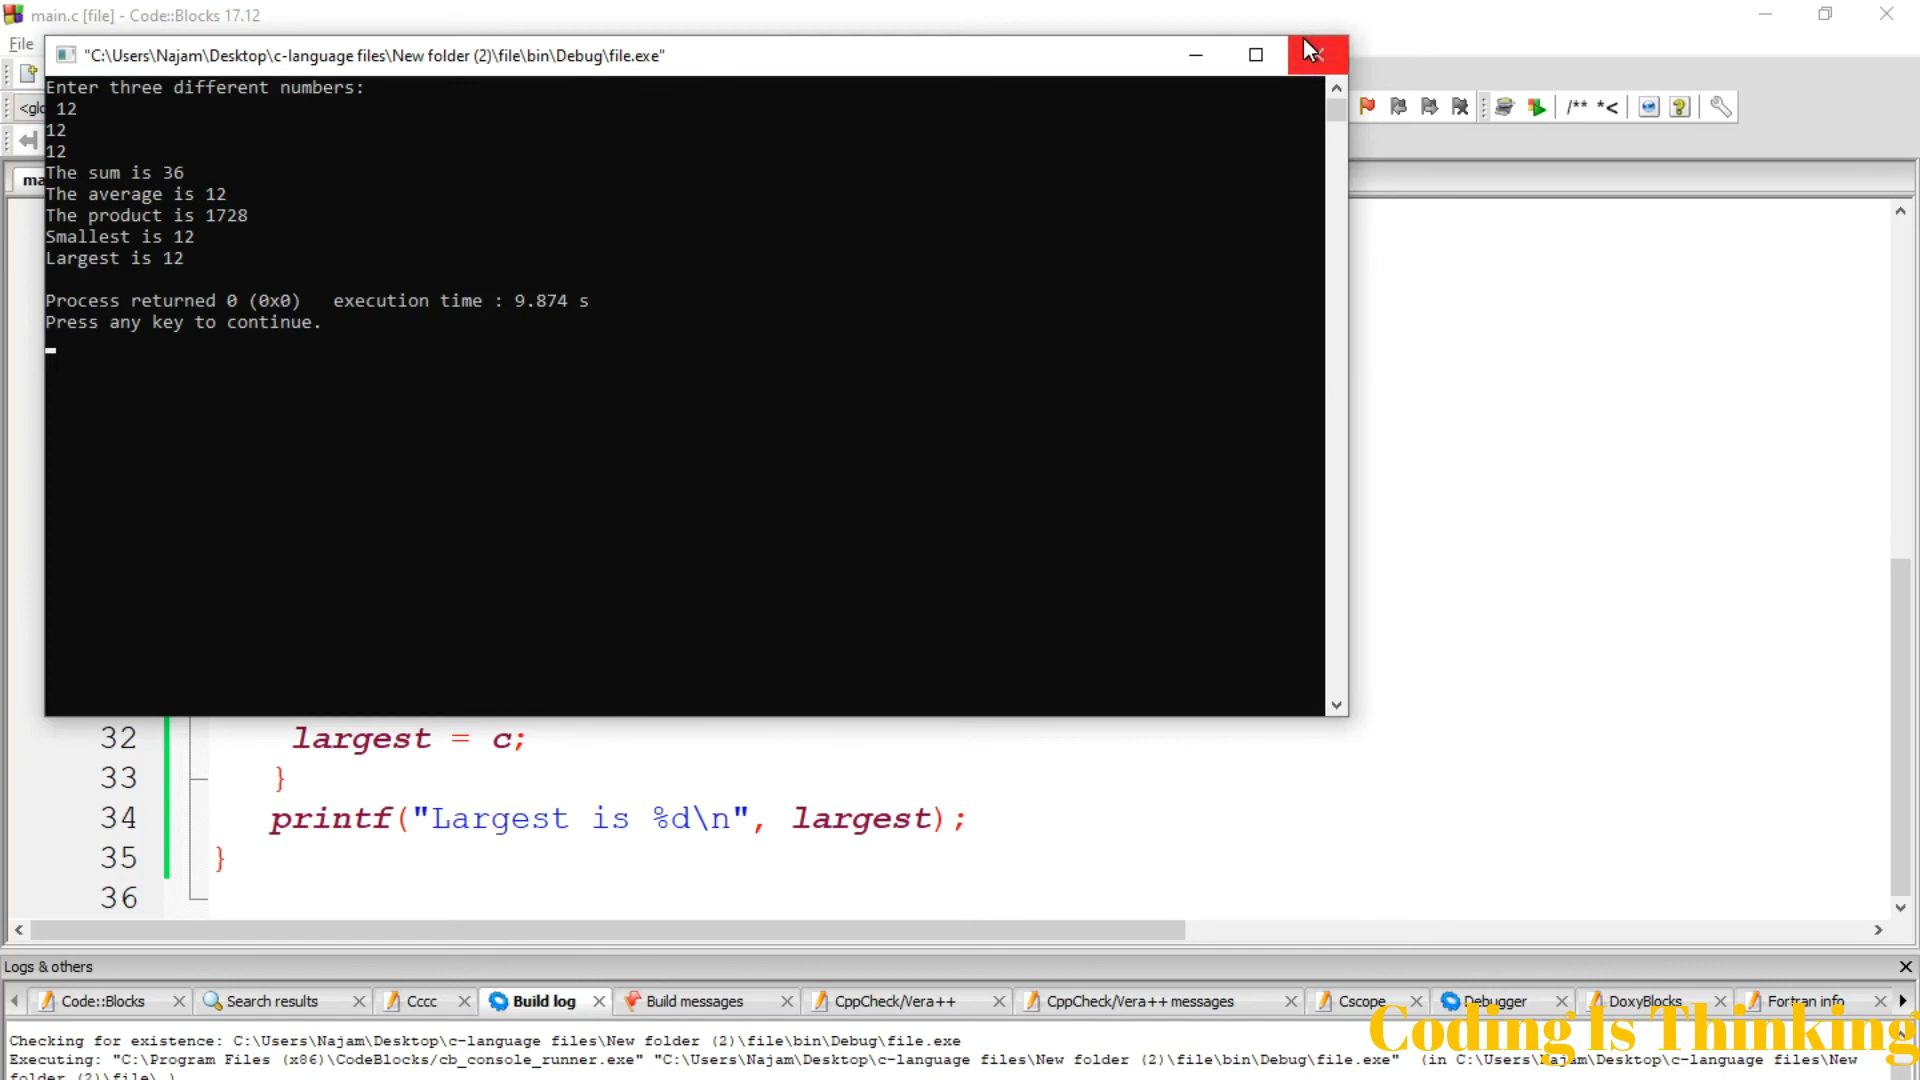 main.c [file] - Code::Blocks 17.12
File
"C:\Users\Najam\Desktop\c-language files\New folder (2)\file\bin\Debug\file.exe"
Enter three different numbers:
12
12
12
The sum is 36
The average is 12
The product is 1728
Smallest is 12
Largest is 12
Process returned 0 (0x0)   execution time : 9.874 s
Press any key to continue.
/** *<
32 largest = c;
33 }
34 printf("Largest is %d\n", largest);
35 }
36
Logs & others
Code::Blocks Search results Cccc Build log Build messages CppCheck/Vera++ CppCheck/Vera++ messages Cscope Debugger DoxyBlocks Fortran info
Checking for existence: C:\Users\Najam\Desktop\c-language files\New folder (2)\file\bin\Debug\file.exe
Executing: "C:\Program Files (x86)\CodeBlocks/cb_console_runner.exe" "C:\Users\Najam\Desktop\c-language files\New folder (2)\file\bin\Debug\file.exe"  (in C:\Users\Najam\Desktop\c-language files\New
folder (2)\file\.)
Coding Is Thinking